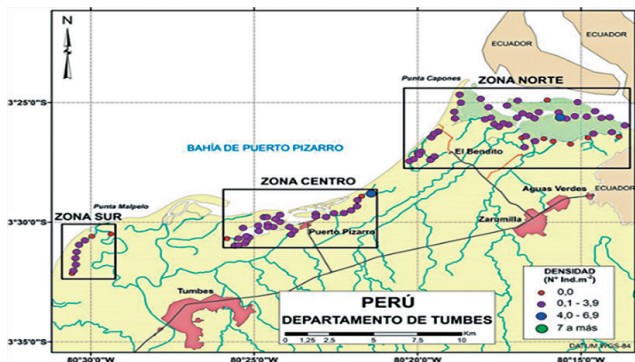 N
ECUADOR
ECUADOR
Punta Capones
ZONA NORTE
3°25'0"S
BAHÍA DE PUERTO PIZARRO
El Bendito
ZONA CENTRO
Aguas Verdes
ECUADOR
Punta Malpelo
ZONA SUR
3°30'0"S
Puerto Pizarro
Zarumilla
Tumbes
PERÚ
DEPARTAMENTO DE TUMBES
0 1,25 2,5 5 7,5 10
Km
DENSIDAD
(N° Ind.m-2)
0,0
0,1 - 3,9
4,0 - 6,9
7 a más
3°35'0"S
DATUM WGS-84
80°30'0"W 80°25'0"W 80°20'0"W 80°15'0"W